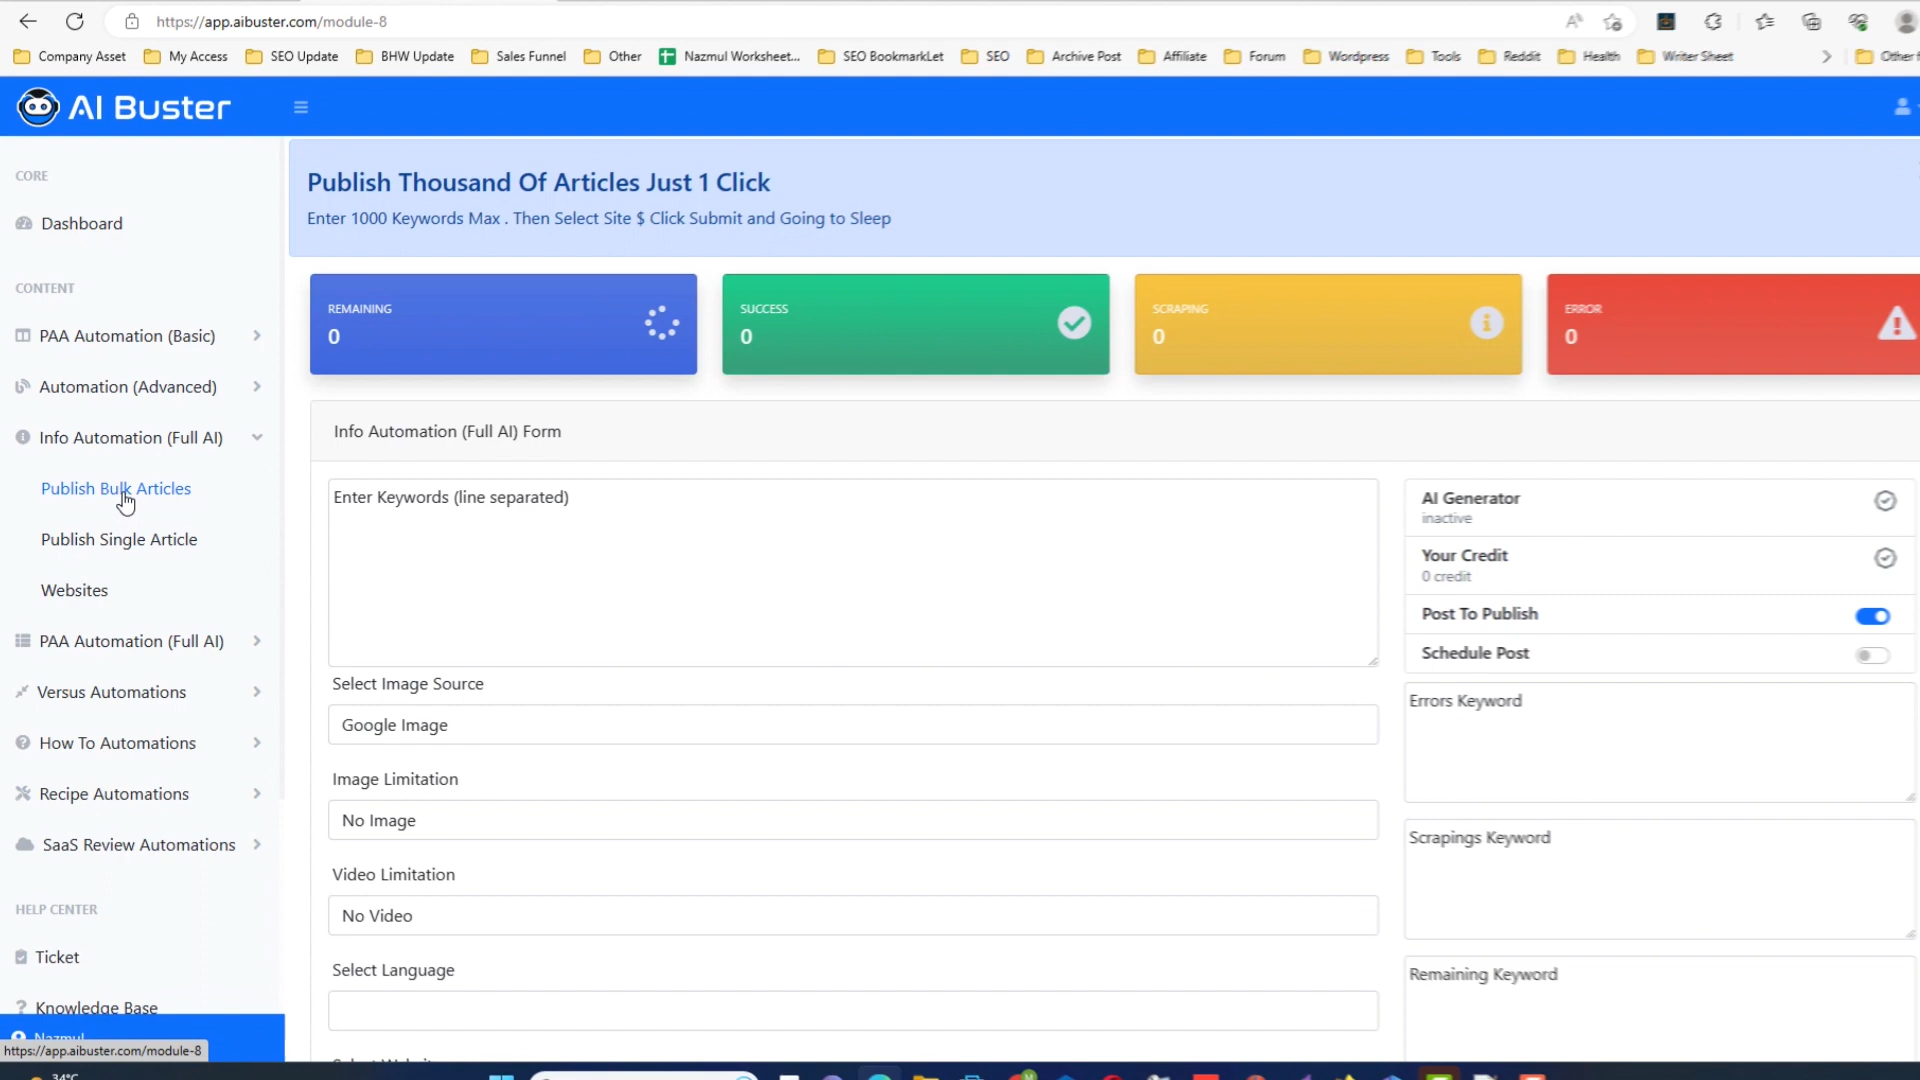 https://app.aibuster.com/module-8
Company Asset
My Access
SEO Update
BHW Update
Sales Funnel
Other
Nazmul Worksheet...
SEO BookmarkLet
SEO
Archive Post
Affiliate
Forum
Wordpress
Tools
Reddit
Health
Writer Sheet
AI Buster
CORE
Dashboard
CONTENT
PAA Automation (Basic)
Automation (Advanced)
Info Automation (Full AI)
Publish Bulk Articles
Publish Single Article
Websites
PAA Automation (Full AI)
Versus Automations
How To Automations
Recipe Automations
SaaS Review Automations
HELP CENTER
Ticket
Knowledge Base
Nazmul
https://app.aibuster.com/module-8
Publish Thousand Of Articles Just 1 Click
Enter 1000 Keywords Max . Then Select Site $ Click Submit and Going to Sleep
REMAINING
0
SUCCESS
0
SCRAPING
0
ERROR
0
Info Automation (Full AI) Form
Enter Keywords (line separated)
Select Image Source
Google Image
Image Limitation
No Image
Video Limitation
No Video
Select Language
AI Generator
inactive
Your Credit
0 credit
Post To Publish
Schedule Post
Errors Keyword
Scrapings Keyword
Remaining Keyword
34°C